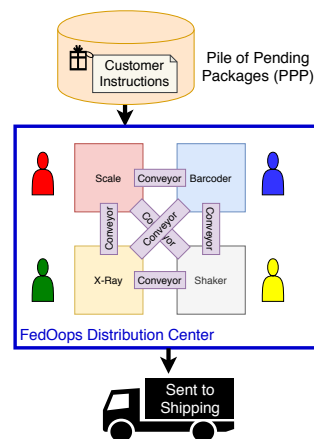 Customer
Instructions
Pile of Pending
Packages (PPP)
Scale
Conveyor
Barcoder
Conveyor
Conveyor
Conveyor
Conveyor
X-Ray
Conveyor
Shaker
FedOops Distribution Center
Sent to
Shipping